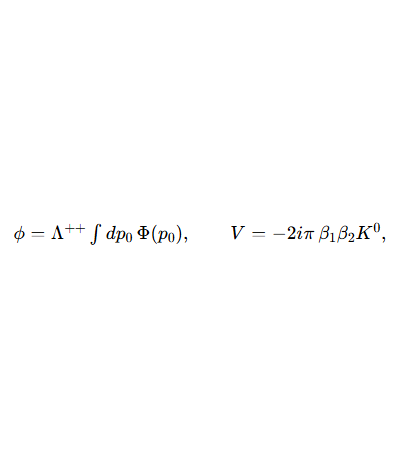 ϕ = Λ⁺⁺ ∫ dp₀ Φ(p₀),   V = −2iπ β₁β₂K⁰,